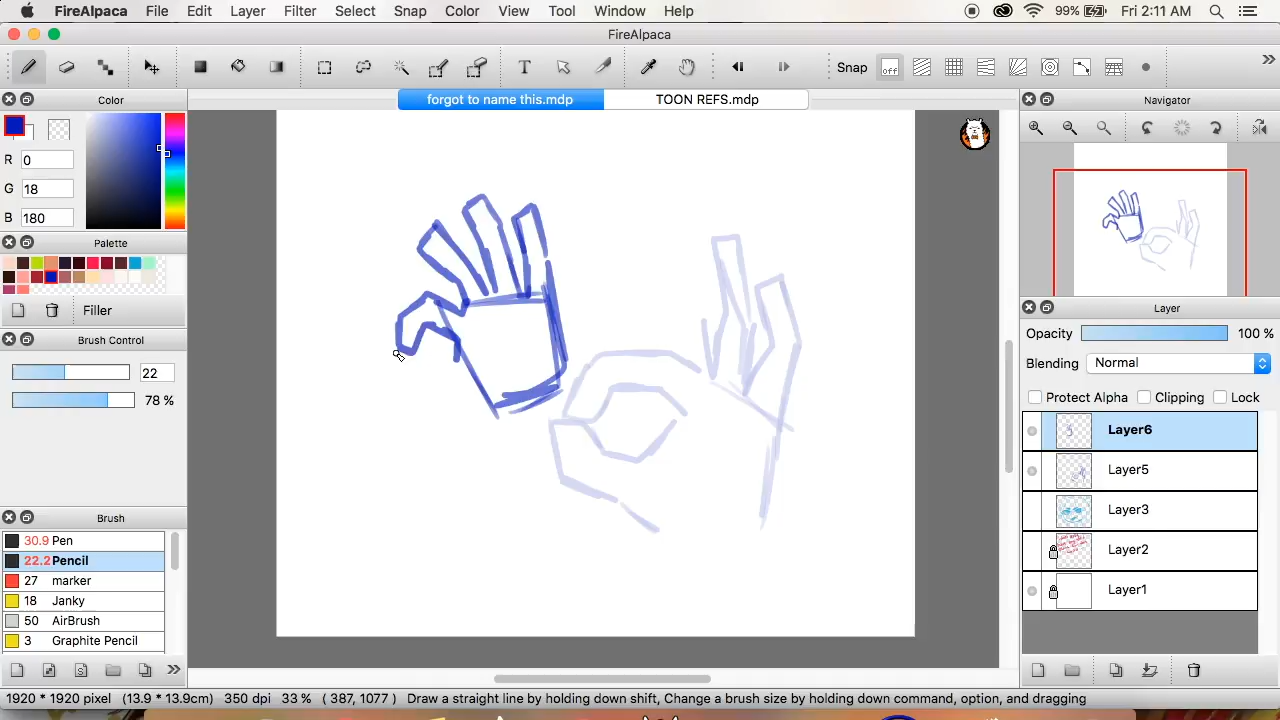 FireAlpaca File Edit Layer Filter Select Snap Color View Tool Window Help 99% Fri 2:11 AM
FireAlpaca
T Snap off
Color forgot to name this.mdp TOON REFS.mdp Navigator
R 0
G 18
B 180
Palette
Filler
Brush Control
22
78 %
Brush
30.9 Pen
22.2 Pencil
27 marker
18 Janky
50 AirBrush
3 Graphite Pencil
Layer
Opacity 100 %
Blending Normal
Protect Alpha Clipping Lock
Layer6
Layer5
Layer3
Layer2
Layer1
1920 * 1920 pixel (13.9 * 13.9cm) 350 dpi 33 % ( 387, 1077 ) Draw a straight line by holding down shift, Change a brush size by holding down command, option, and dragging